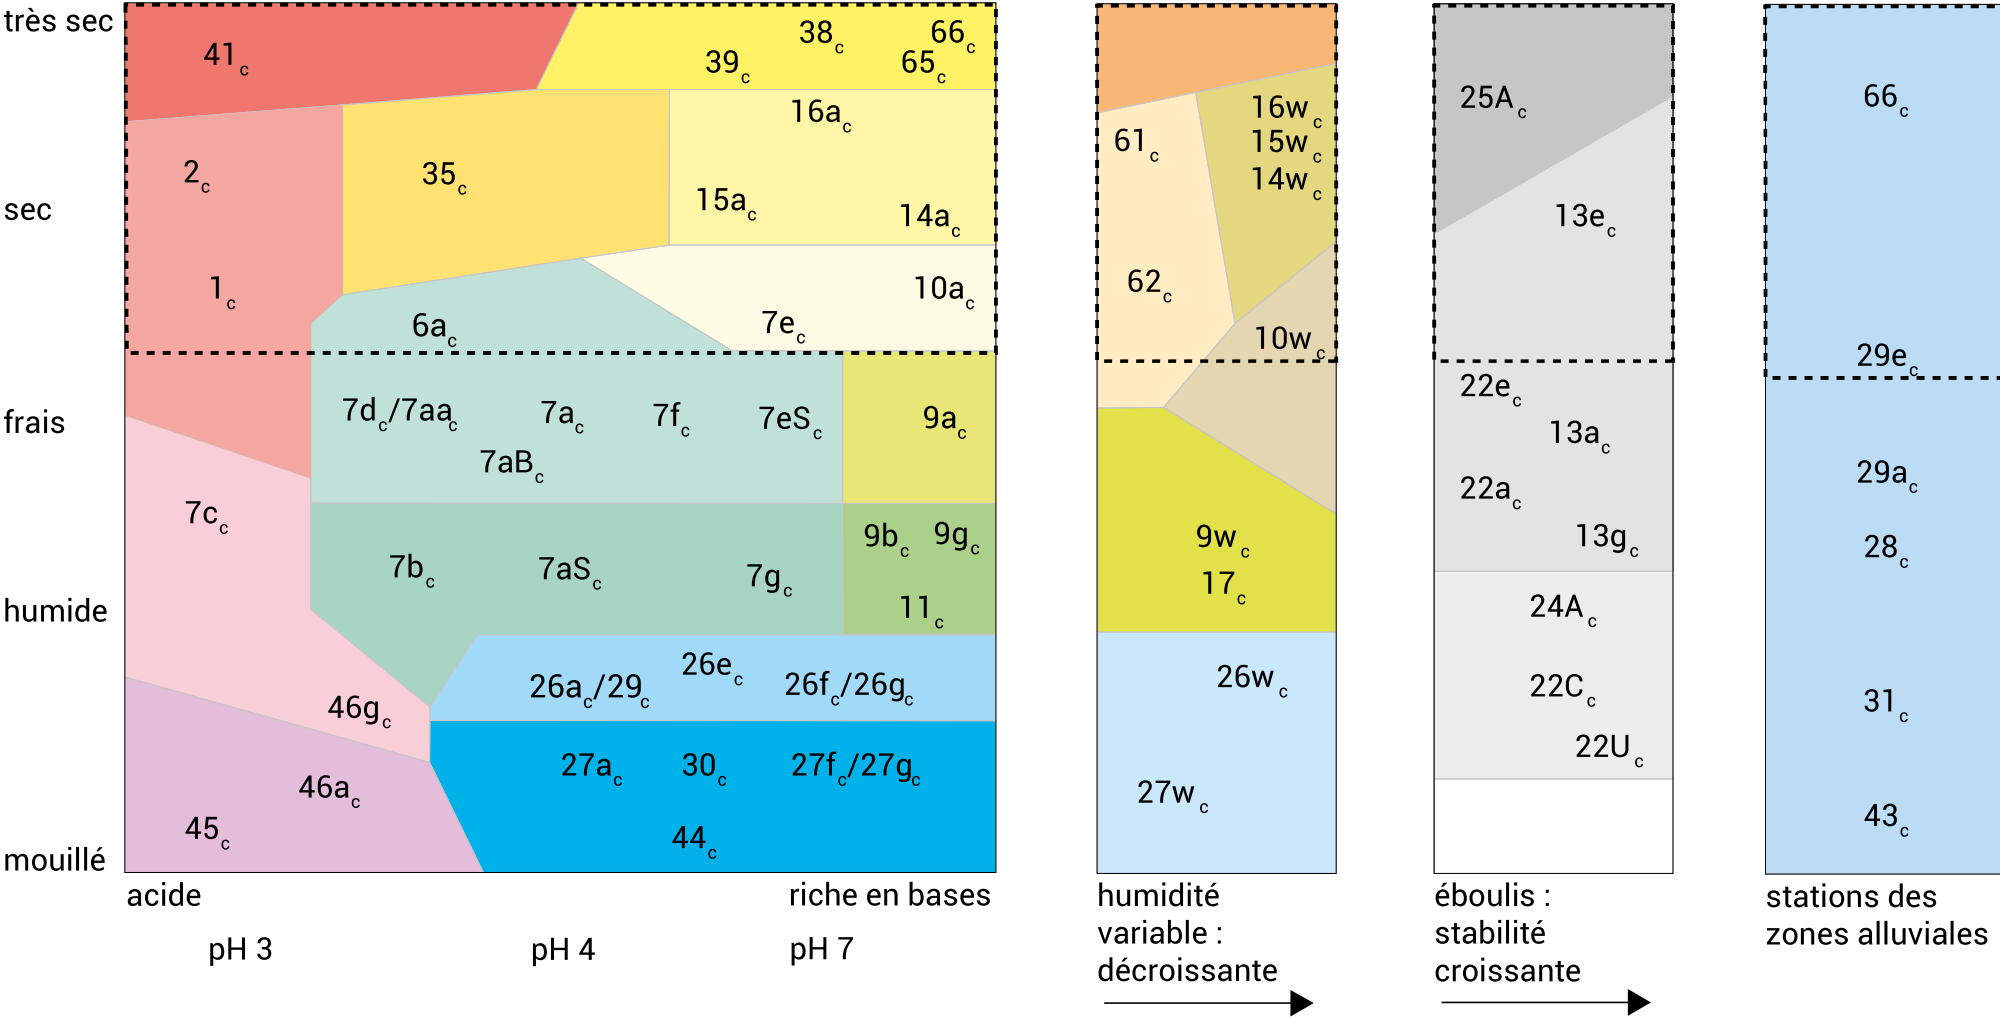 très sec
sec
frais
humide
mouillé
41c
38c
66c
39c
65c
16ac
2c
35c
15ac
14ac
1c
10ac
6ac
7ec
7dc/7aac
7ac
7fc
7eSc
9ac
7aBc
7cc
9bc
9gc
7bc
7aSc
7gc
11c
26ec
26ac/29c
26fc/26gc
46gc
27ac
30c
27fc/27gc
46ac
45c
44c
acide
riche en bases
pH 3
pH 4
pH 7
61c
16wc
15wc
14wc
62c
10wc
9wc
17c
26wc
27wc
humidité
variable :
décroissante
25Ac
13ec
22ec
13ac
22ac
13gc
24Ac
22Cc
22Uc
éboulis :
stabilité
croissante
66c
29ec
29ac
28c
31c
43c
stations des
zones alluviales